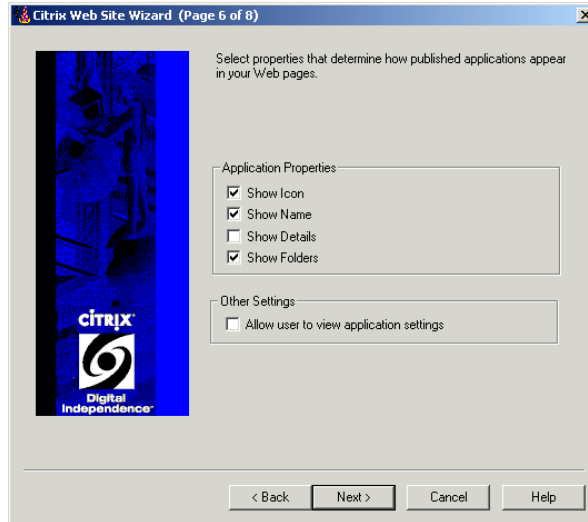 Citrix Web Site Wizard (Page 6 of 8)
Select properties that determine how published applications appear
in your Web pages.
Application Properties
Show Icon
Show Name
Show Details
Show Folders
Other Settings
Allow user to view application settings
CİTRIX
Digital
Independence
< Back
Next >
Cancel
Help